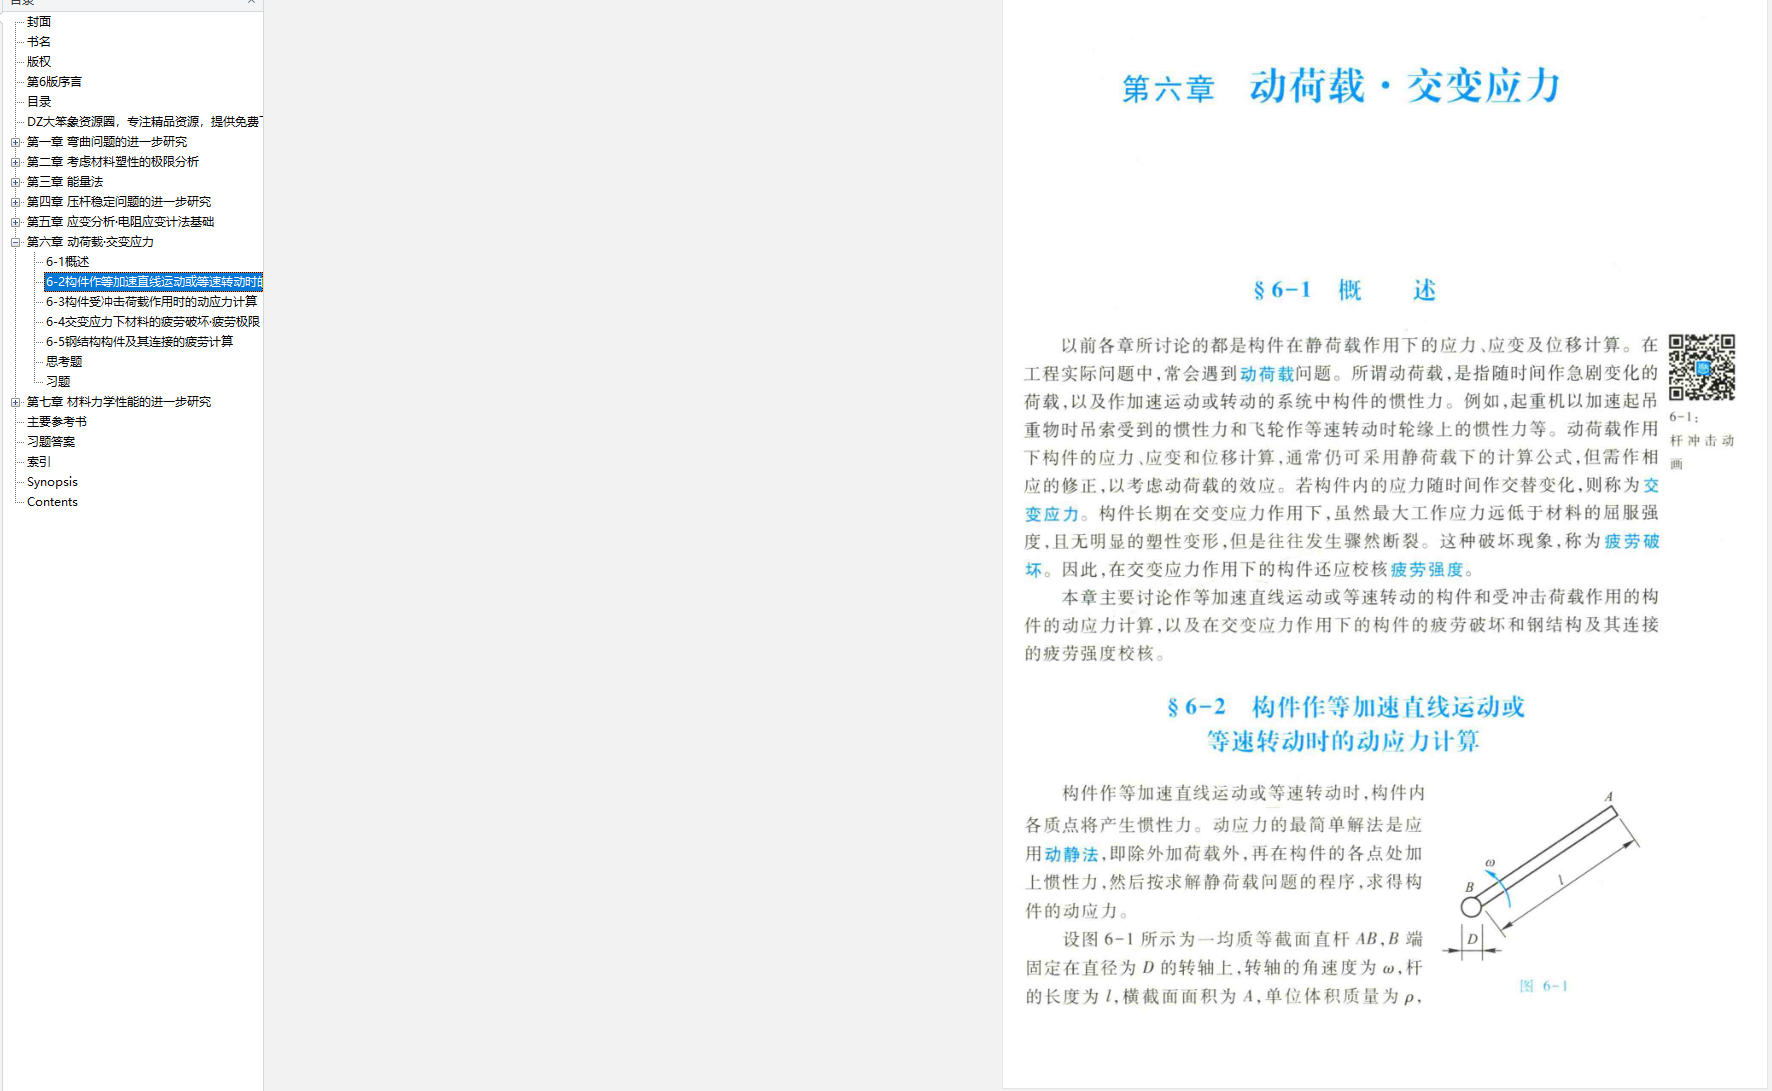 目录
封面
书名
版权
第6版序言
目录
DZ大笨象资源圈，专注精品资源，提供免费
第一章 弯曲问题的进一步研究
第二章 考虑材料塑性的极限分析
第三章 能量法
第四章 压杆稳定问题的进一步研究
第五章 应变分析·电阻应变计法基础
第六章 动荷载·交变应力
6-1概述
6-2构件作等加速直线运动或等速转动时的
6-3构件受冲击荷载作用时的动应力计算
6-4交变应力下材料的疲劳破坏·疲劳极限
6-5钢结构构件及其连接的疲劳计算
思考题
习题
第七章 材料力学性能的进一步研究
主要参考书
习题答案
索引
Synopsis
Contents
第六章 动荷载·交变应力
§6-1 概 述
以前各章所讨论的都是构件在静荷载作用下的应力、应变及位移计算。在
工程实际问题中,常会遇到动荷载问题。所谓动荷载,是指随时间作急剧变化的
荷载,以及作加速运动或转动的系统中构件的惯性力。例如,起重机以加速起吊
重物时吊索受到的惯性力和飞轮作等速转动时轮缘上的惯性力等。动荷载作用
下构件的应力、应变和位移计算,通常仍可采用静荷载下的计算公式,但需作相
应的修正,以考虑动荷载的效应。若构件内的应力随时间作交替变化,则称为交
变应力。构件长期在交变应力作用下,虽然最大工作应力远低于材料的屈服强
度,且无明显的塑性变形,但是往往发生骤然断裂。这种破坏现象,称为疲劳破
坏。因此,在交变应力作用下的构件还应校核疲劳强度。
本章主要讨论作等加速直线运动或等速转动的构件和受冲击荷载作用的构
件的动应力计算,以及在交变应力作用下的构件的疲劳破坏和钢结构及其连接
的疲劳强度校核。
6-1:
杆冲击动
画
§6-2 构件作等加速直线运动或
等速转动时的动应力计算
构件作等加速直线运动或等速转动时,构件内
各质点将产生惯性力。动应力的最简单解法是应
用动静法,即除外加荷载外,再在构件的各点处加
上惯性力,然后按求解静荷载问题的程序,求得构
件的动应力。
设图 6-1 所示为一均质等截面直杆 AB,B 端
固定在直径为 D 的转轴上,转轴的角速度为 ω,杆
的长度为 l,横截面面积为 A,单位体积质量为 ρ,
A
ω
B
l
D
图 6-1